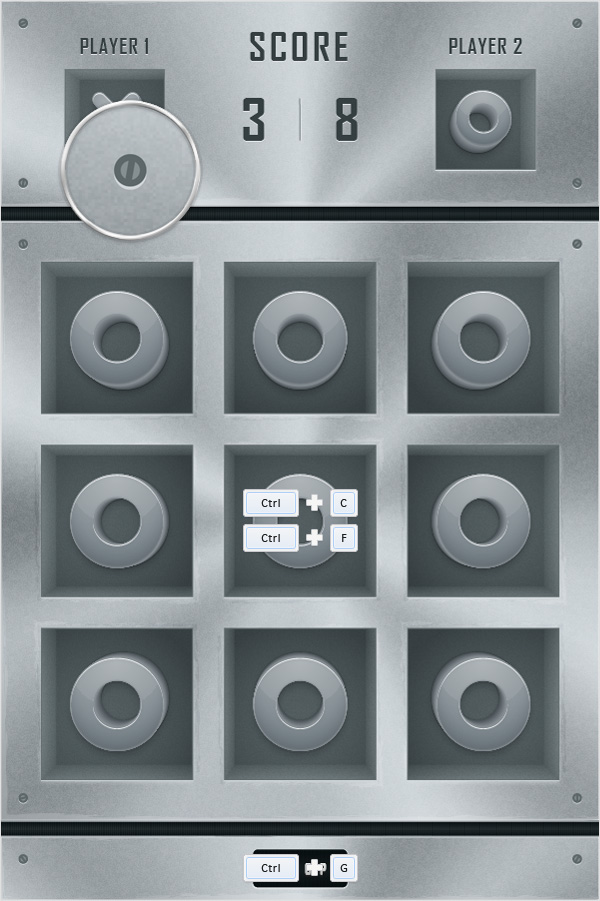 PLAYER 1
SCORE
PLAYER 2
3 | 8
Ctrl + C
Ctrl + F
Ctrl + G